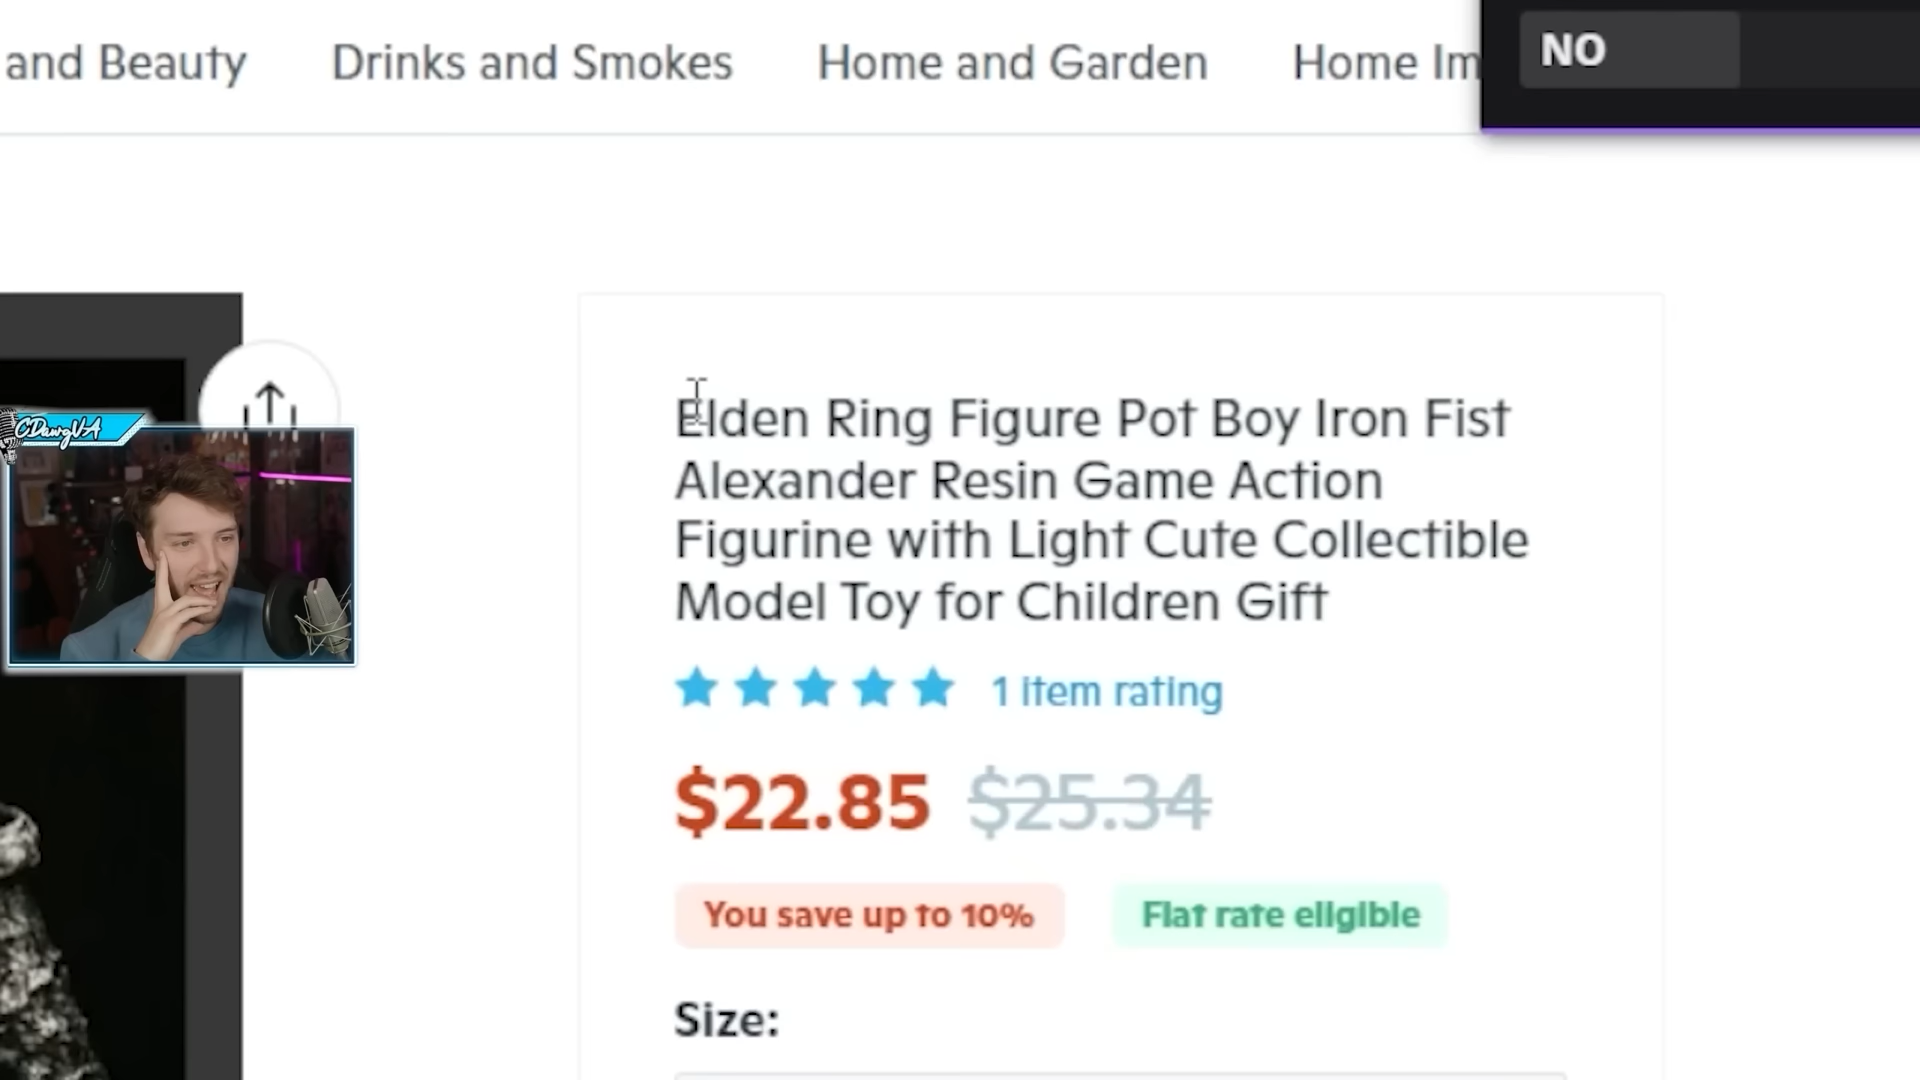 and Beauty Drinks and Smokes Home and Garden Home Im
NO
CDawgVA
Elden Ring Figure Pot Boy Iron Fist
Alexander Resin Game Action
Figurine with Light Cute Collectible
Model Toy for Children Gift
1 item rating
$22.85 $25.34
You save up to 10% Flat rate eligible
Size: